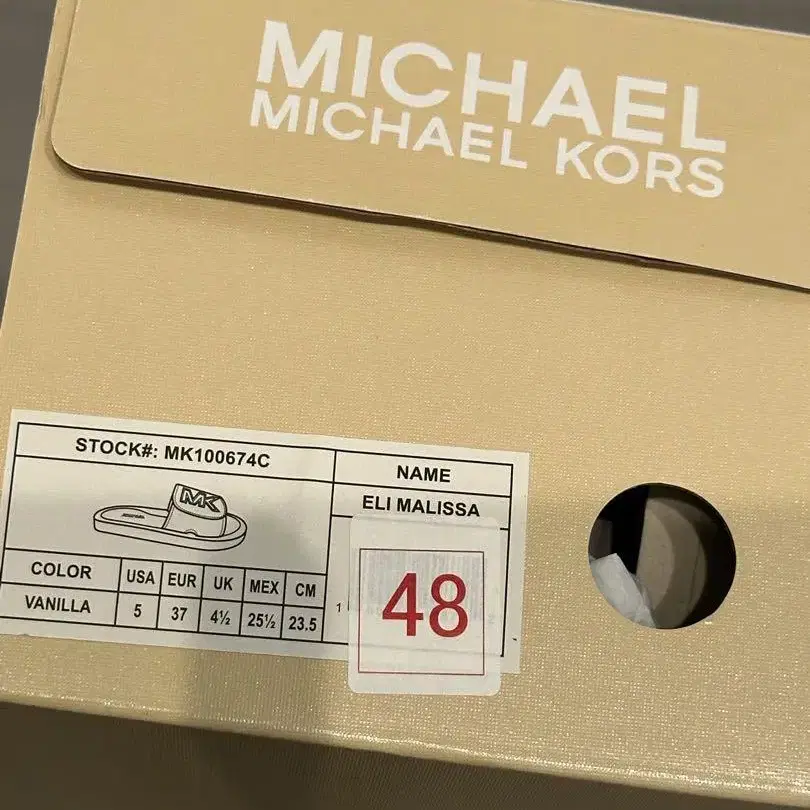 MICHAEL
MICHAEL KORS
STOCK#: MK100674C
NAME
ELI MALISSA
MK
COLOR USA EUR UK MEX CM
VANILLA 5 37 4½ 25½ 23.5
1
48